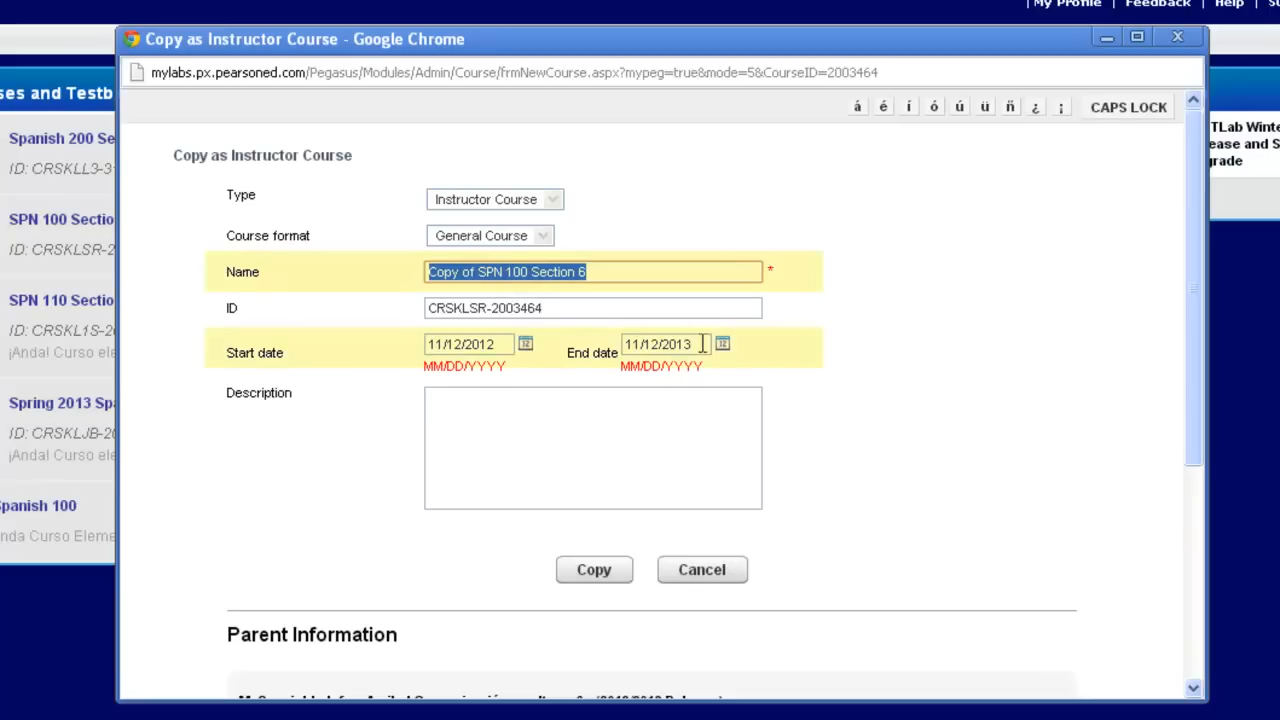 My Profile | Feedback | Help
Copy as Instructor Course - Google Chrome
mylabs.px.pearsoned.com/Pegasus/Modules/Admin/Course/frmNewCourse.aspx?mypeg=true&mode=5&CourseID=2003464
ses and Testb
á é í ó ú ü ñ ¿ ¡ CAPS LOCK
Spanish 200 Se
ID: CRSKLL3-3
SPN 100 Sectio
ID: CRSKLSR-2
SPN 110 Sectio
ID: CRSKL1S-20
¡Anda! Curso ele
Spring 2013 Spa
ID: CRSKLJB-20
¡Anda! Curso ele
Spanish 100
nda Curso Eleme
Copy as Instructor Course
Type Instructor Course
Course format General Course
Name Copy of SPN 100 Section 6 *
ID CRSKLSR-2003464
Start date 11/12/2012 End date 11/12/2013
MM/DD/YYYY MM/DD/YYYY
Description
Copy Cancel
Parent Information
TLab Winte
ease and S
grade